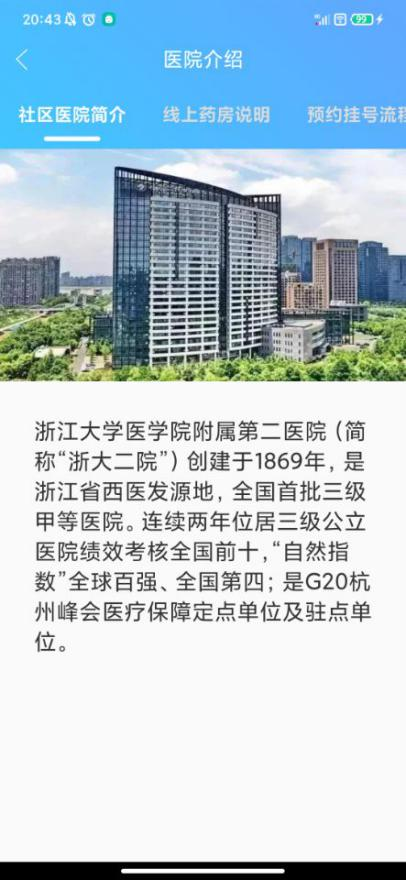 20:43
99
医院介绍
社区医院简介 线上药房说明 预约挂号流程
浙江大学医学院附属第二医院（简
称“浙大二院”）创建于1869年，是
浙江省西医发源地，全国首批三级
甲等医院。连续两年位居三级公立
医院绩效考核全国前十，“自然指
数”全球百强、全国第四；是G20杭
州峰会医疗保障定点单位及驻点单
位。